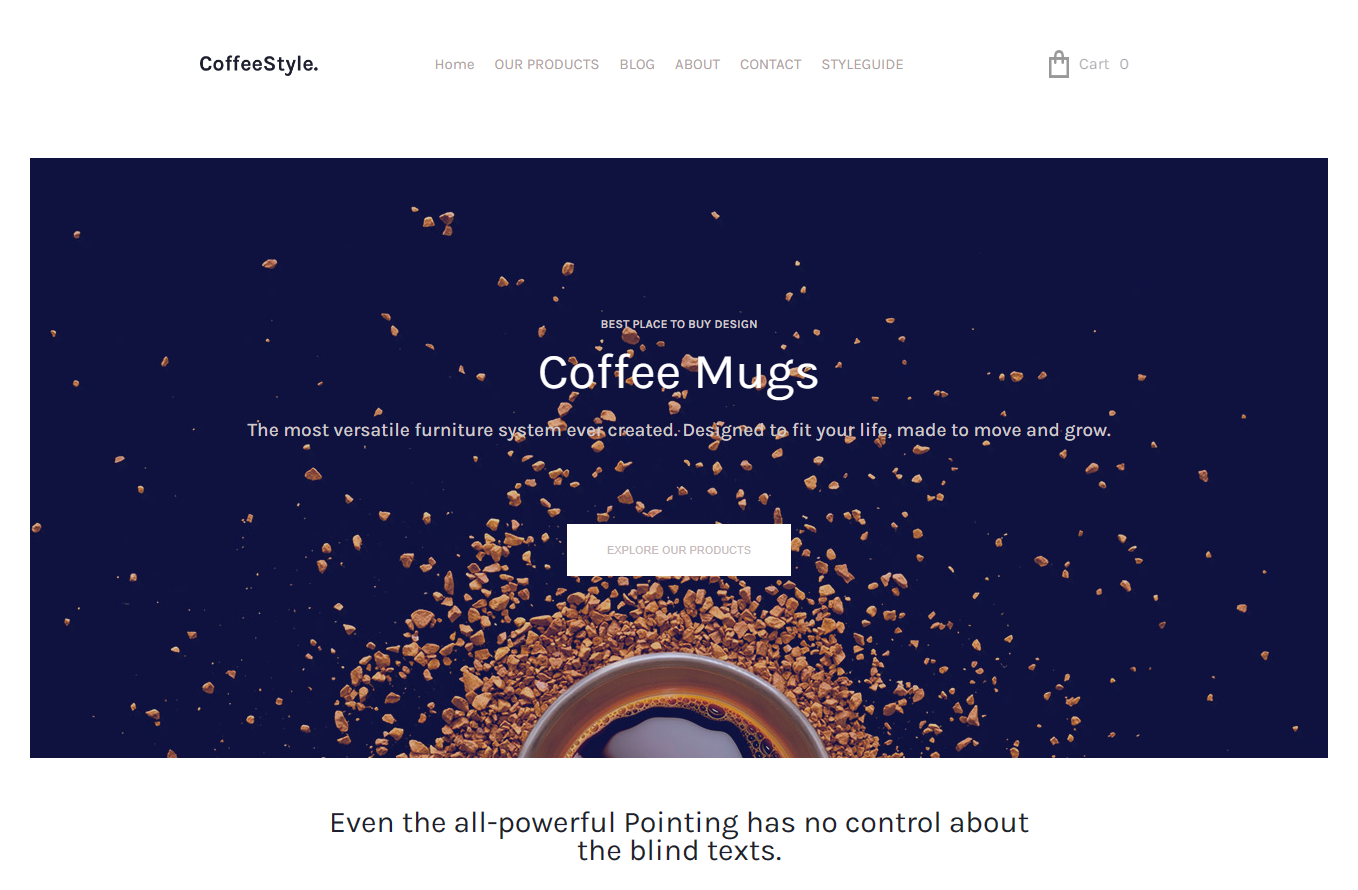 CoffeeStyle.
Home OUR PRODUCTS BLOG ABOUT CONTACT STYLEGUIDE
Cart 0
BEST PLACE TO BUY DESIGN
Coffee Mugs
The most versatile furniture system ever created. Designed to fit your life, made to move and grow.
EXPLORE OUR PRODUCTS
Even the all-powerful Pointing has no control about
the blind texts.